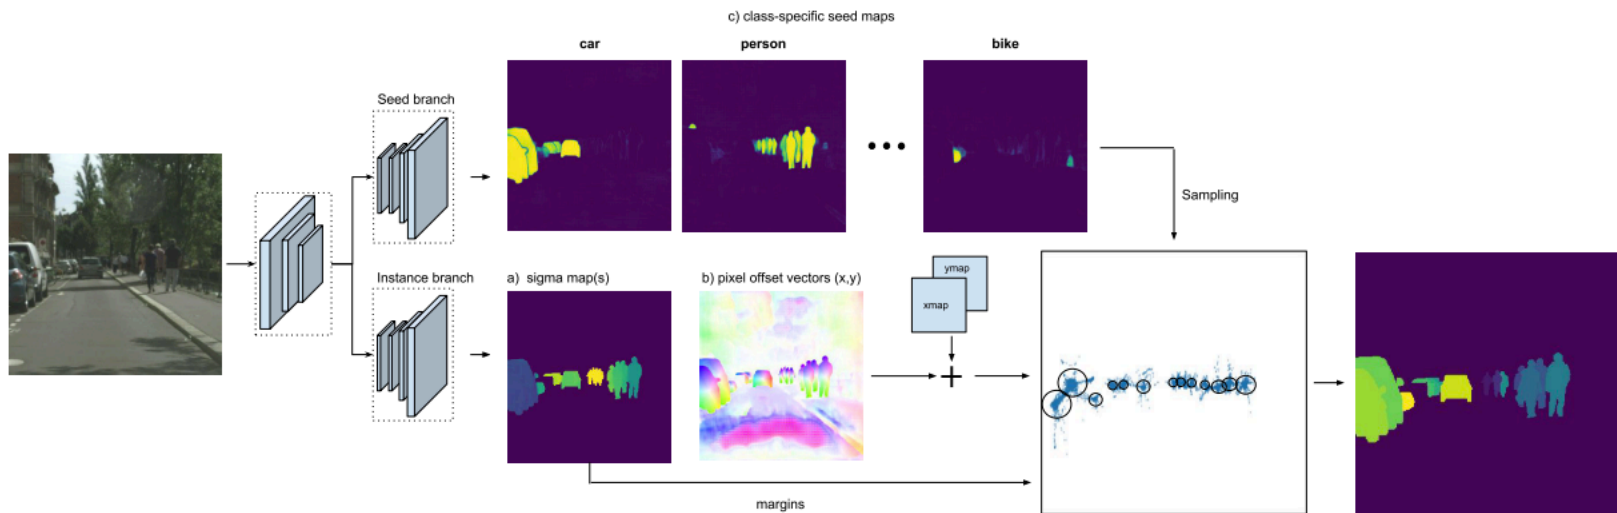 c) class-specific seed maps
car
person
bike
Seed branch
Sampling
Instance branch
a) sigma map(s)
b) pixel offset vectors (x,y)
ymap
xmap
margins